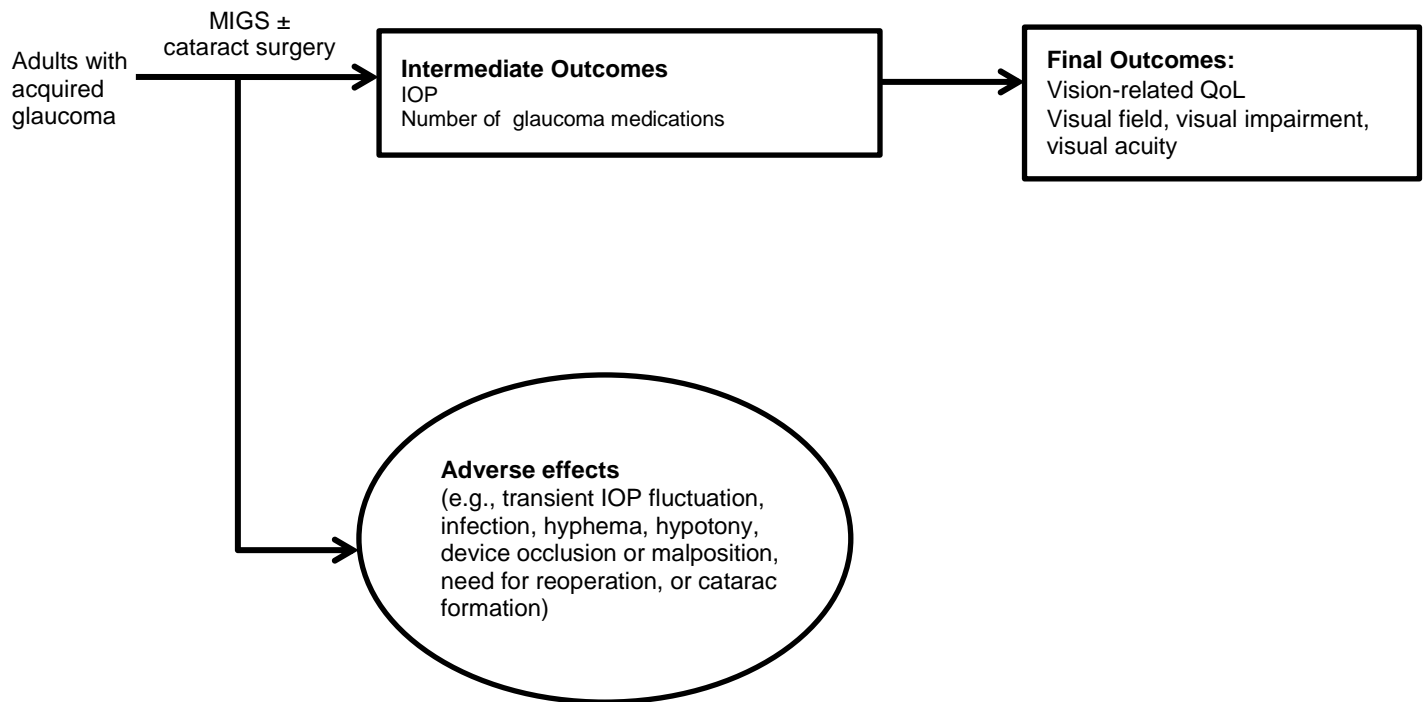 MIGS ±
cataract surgery
Adults with
acquired
glaucoma
Intermediate Outcomes
IOP
Number of glaucoma medications
Final Outcomes:
Vision-related QoL
Visual field, visual impairment,
visual acuity
Adverse effects
(e.g., transient IOP fluctuation,
infection, hyphema, hypotony,
device occlusion or malposition,
need for reoperation, or catarac
formation)